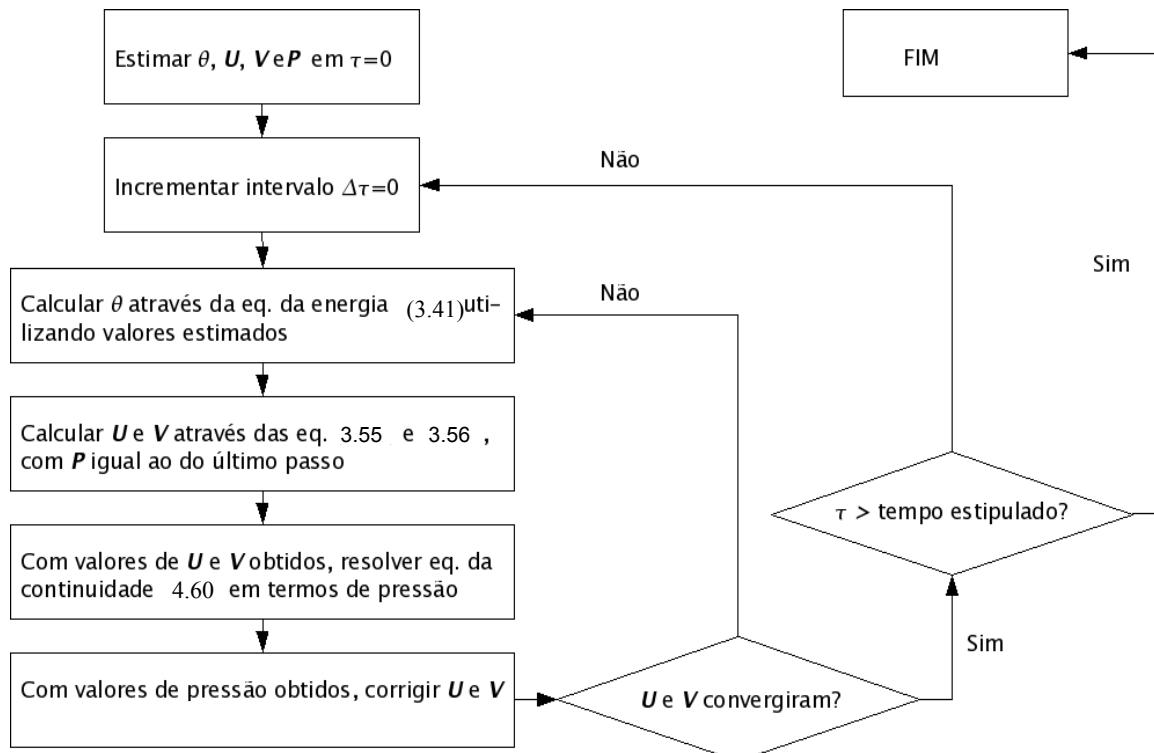 Estimar θ, U, V e P em τ=0
FIM
Não
Incrementar intervalo Δτ=0
Sim
Não
Calcular θ através da eq. da energia (3.41)uti-
lizando valores estimados
Calcular U e V através das eq. 3.55 e 3.56 ,
com P igual ao do último passo
τ > tempo estipulado?
Com valores de U e V obtidos, resolver eq. da
continuidade 4.60 em termos de pressão
Sim
Com valores de pressão obtidos, corrigir U e V
U e V convergiram?